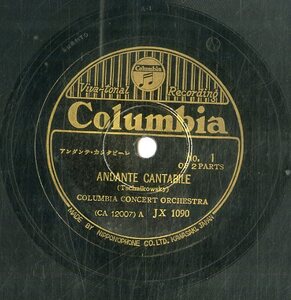 Columbia
Viva-tonal Recording
Columbia
アンダンテ・カンタビーレ
No. 1
OF 2 PARTS
ANDANTE CANTABILE
(Tschaikowsky)
COLUMBIA CONCERT ORCHESTRA
(CA 12007) A JX 1090
MADE BY NIPPONOPHONE CO. LTD. KAWASAKI, JAPAN